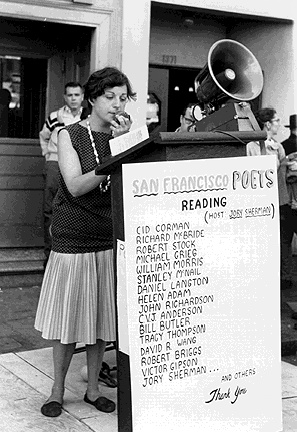 SAN FRANCISCO POETS
READING
(HOST: JORY SHERMAN)
CID CORMAN
RICHARD McBRIDE
ROBERT STOCK
MICHAEL GRIEG
WILLIAM MORRIS
STANLEY McNAIL
DANIEL LANGTON
HELEN ADAM
JOHN RICHARDSON
CVJ ANDERSON
BILL BUTLER
TRACY THOMPSON
DAVID R. WANG
ROBERT BRIGGS
VICTOR GIPSON
JORY SHERMAN...
AND OTHERS
Thank You